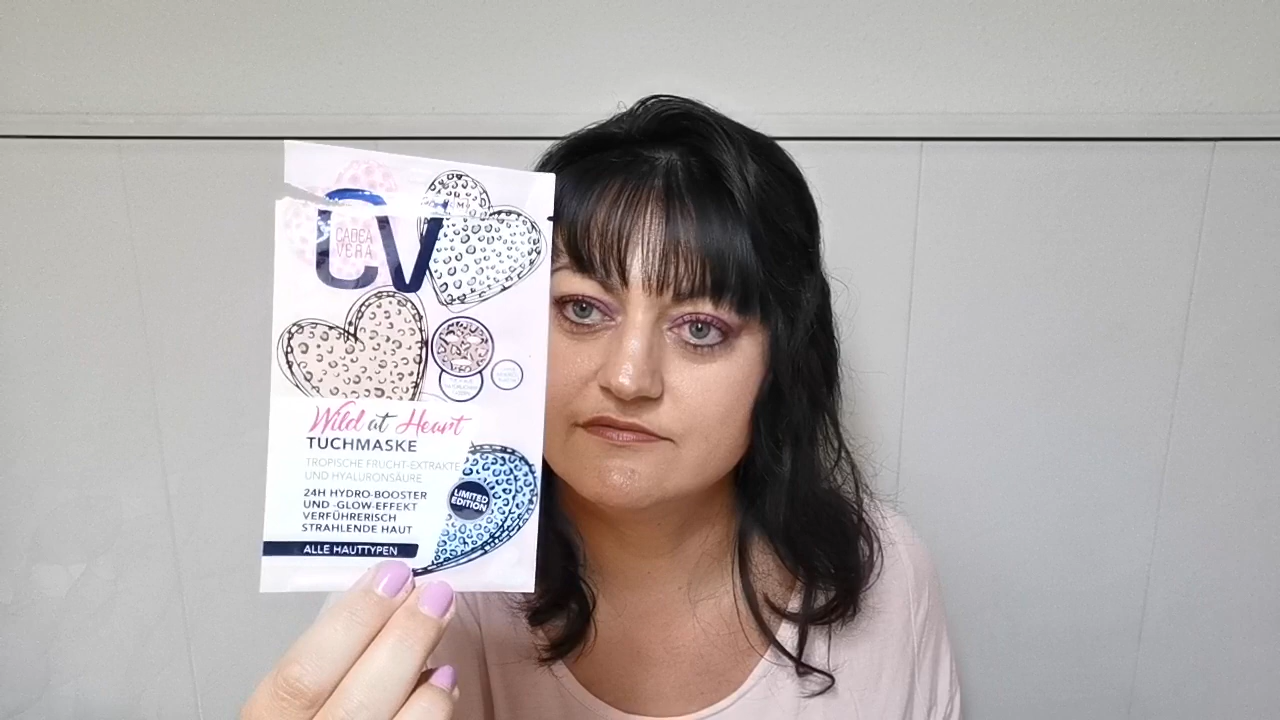 CV
CADEA
VERA
Wild at Heart
TUCHMASKE
TROPISCHE FRUCHT-EXTRAKTE
UND HYALURONSÄURE
24H HYDRO-BOOSTER
UND -GLOW-EFFEKT
VERFÜHRERISCH
STRAHLENDE HAUT
LIMITED
EDITION
ALLE HAUTTYPEN